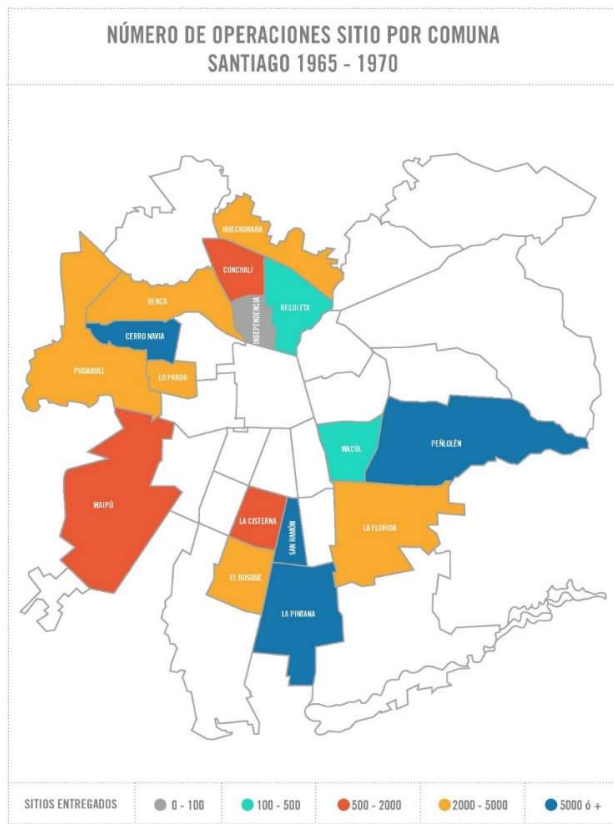 NÚMERO DE OPERACIONES SITIO POR COMUNA
SANTIAGO 1965 - 1970
HUECHURABA
CONCHALÍ
RECOLETA
RENCA
INDEPENDENCIA
CERRO NAVIA
PUDAHUEL
LO PRADO
MACÚL
PEÑLOLÉN
MAIPÚ
LA CISTERNA
SAN RAMÓN
LA FLORIDA
EL BOSQUE
LA PINTANA
SITIOS ENTREGADOS
0 - 100
100 - 500
500 - 2000
2000 - 5000
5000 ó +